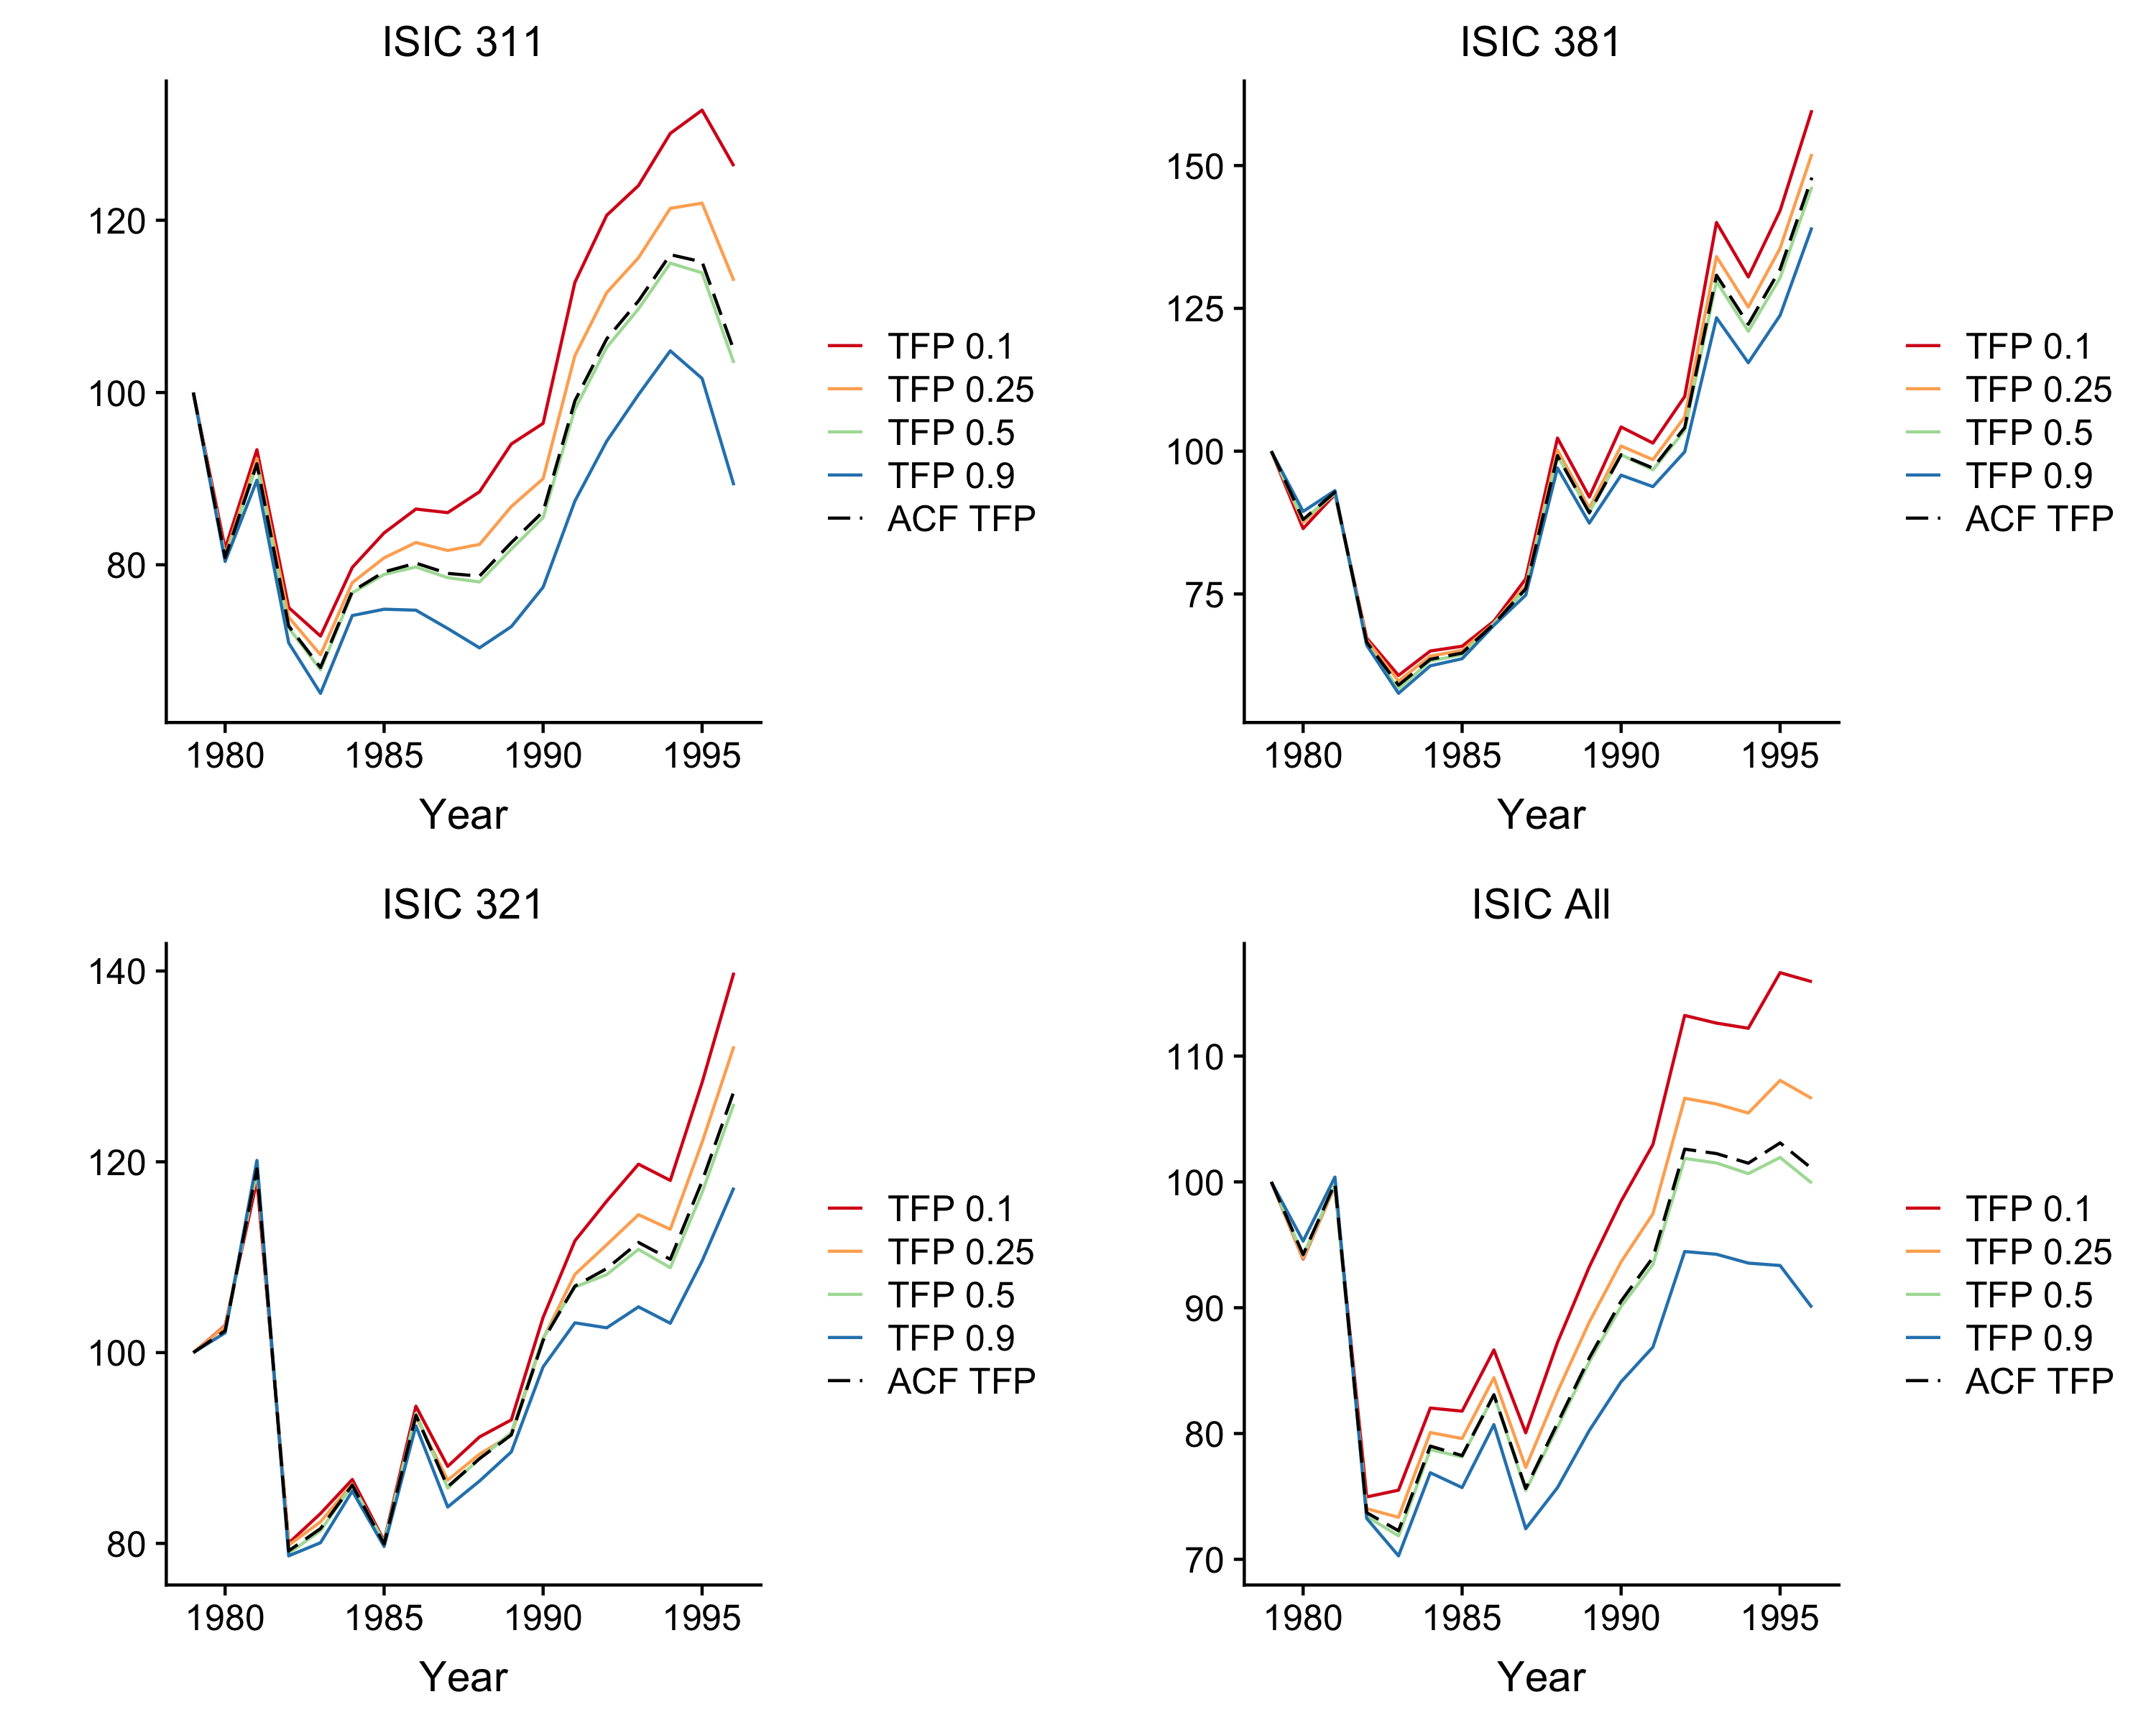 ISIC 311
120
100
80
1980 1985 1990 1995
Year
TFP 0.1
TFP 0.25
TFP 0.5
TFP 0.9
ACF TFP
ISIC 381
150
125
100
75
1980 1985 1990 1995
Year
TFP 0.1
TFP 0.25
TFP 0.5
TFP 0.9
ACF TFP
ISIC 321
140
120
100
80
1980 1985 1990 1995
Year
TFP 0.1
TFP 0.25
TFP 0.5
TFP 0.9
ACF TFP
ISIC All
110
100
90
80
70
1980 1985 1990 1995
Year
TFP 0.1
TFP 0.25
TFP 0.5
TFP 0.9
ACF TFP